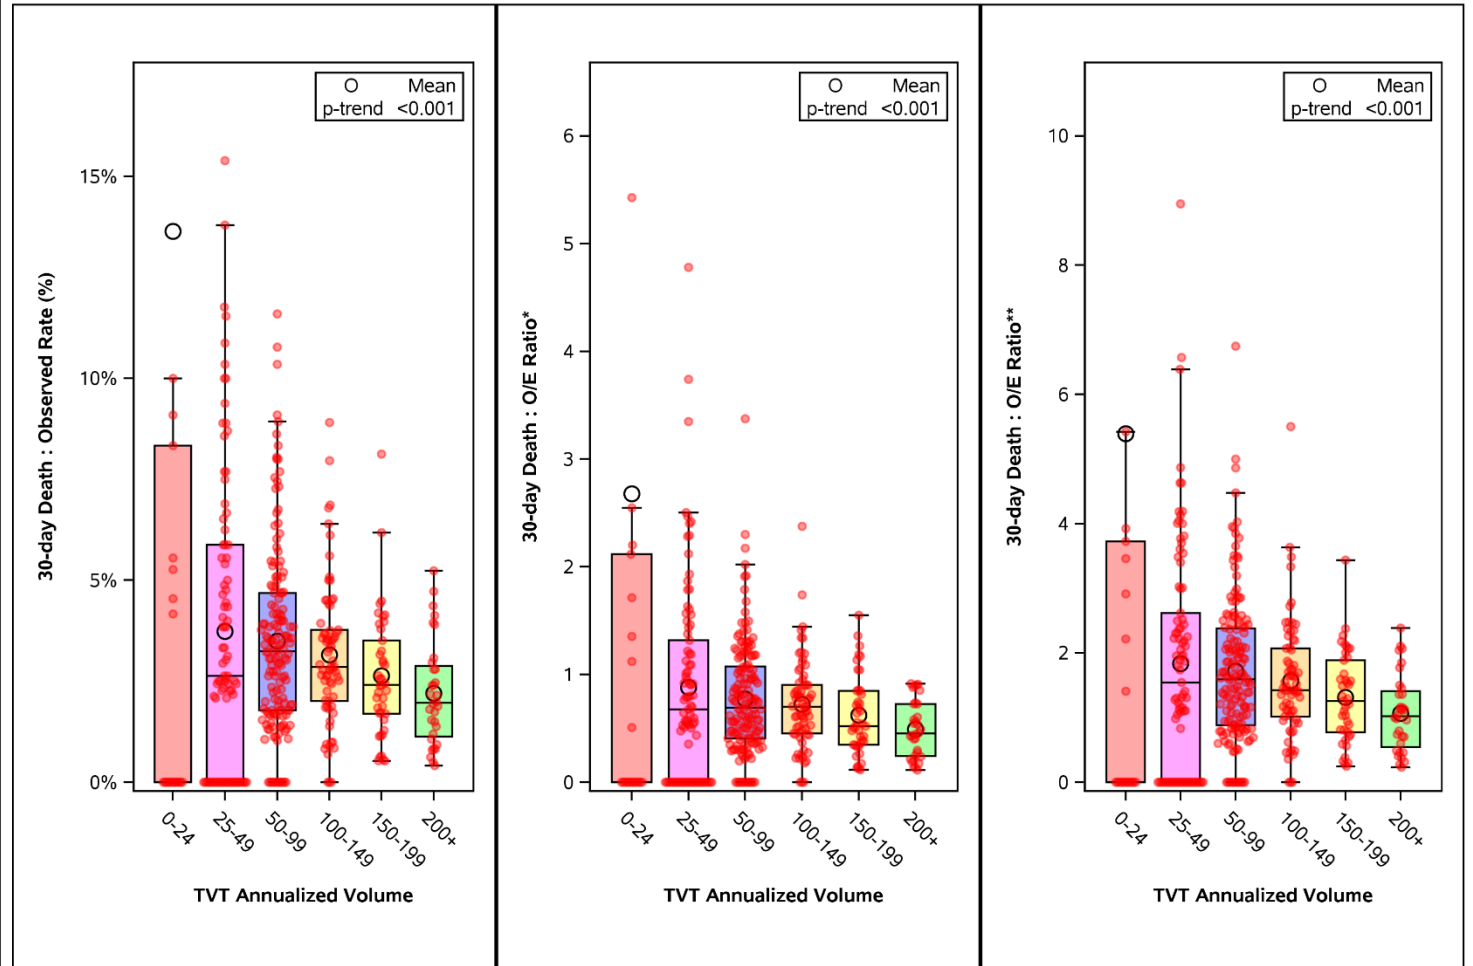 Mean
p-trend <0.001
15%
10%
5%
0%
30-day Death : Observed Rate (%)
0-24
25-49
50-99
100-149
150-199
200+
TVT Annualized Volume
Mean
p-trend <0.001
6
5
4
3
2
1
0
30-day Death : O/E Ratio*
0-24
25-49
50-99
100-149
150-199
200+
TVT Annualized Volume
Mean
p-trend <0.001
10
8
6
4
2
0
30-day Death : O/E Ratio**
0-24
25-49
50-99
100-149
150-199
200+
TVT Annualized Volume